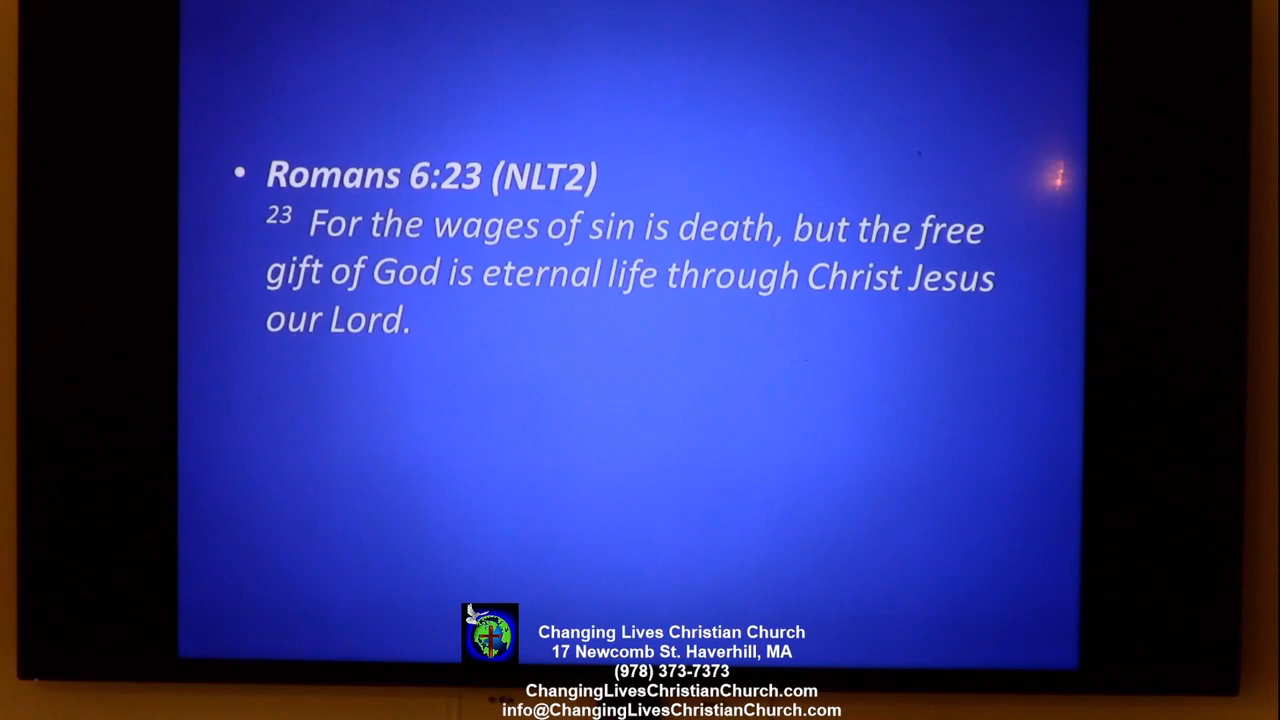 • Romans 6:23 (NLT2)
23 For the wages of sin is death, but the free
gift of God is eternal life through Christ Jesus
our Lord.
Changing Lives Christian Church
17 Newcomb St. Haverhill, MA
(978) 373-7373
ChangingLivesChristianChurch.com
info@ChangingLivesChristianChurch.com